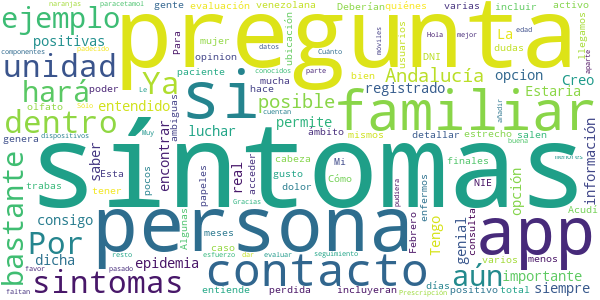 naranjas paracetamol gente evaluación venezolana Deberían quiénes varias incluir activo
ejemplo pregunta
positivas Para mujer opinion ubicación usuarios Hola mejor edad La dudas llegamos
componentes datos móviles DNI parte Cuánto aparte
unidad Ya si familiar Andalucía opcion Creo
poder paciente hace mucha conocidos bien registrado Estaria
hará posible
olfato entendido ambiguas permite ámbito mismos detallar estrecho salen añadir
dentro luchar
genera dispositivos Le cuentan buena menores
síntomas
trabas saber Esta encontrar real acceder cabeza Mi Cómo finales información
tener Muy pocos papeles gusto dolor enfermos NIE opción Acudí
bastante Por persona app
consigo meses Gracias Algunas Febrero Tengo pudiera consulta genial varios menos
dicha resto caso
epidemia esfuerzo dar evaluar seguimiento entiende días positivo total importante
contacto aún
sintomas favor pasado perdida incluyeran Prescripción siempre
faltan